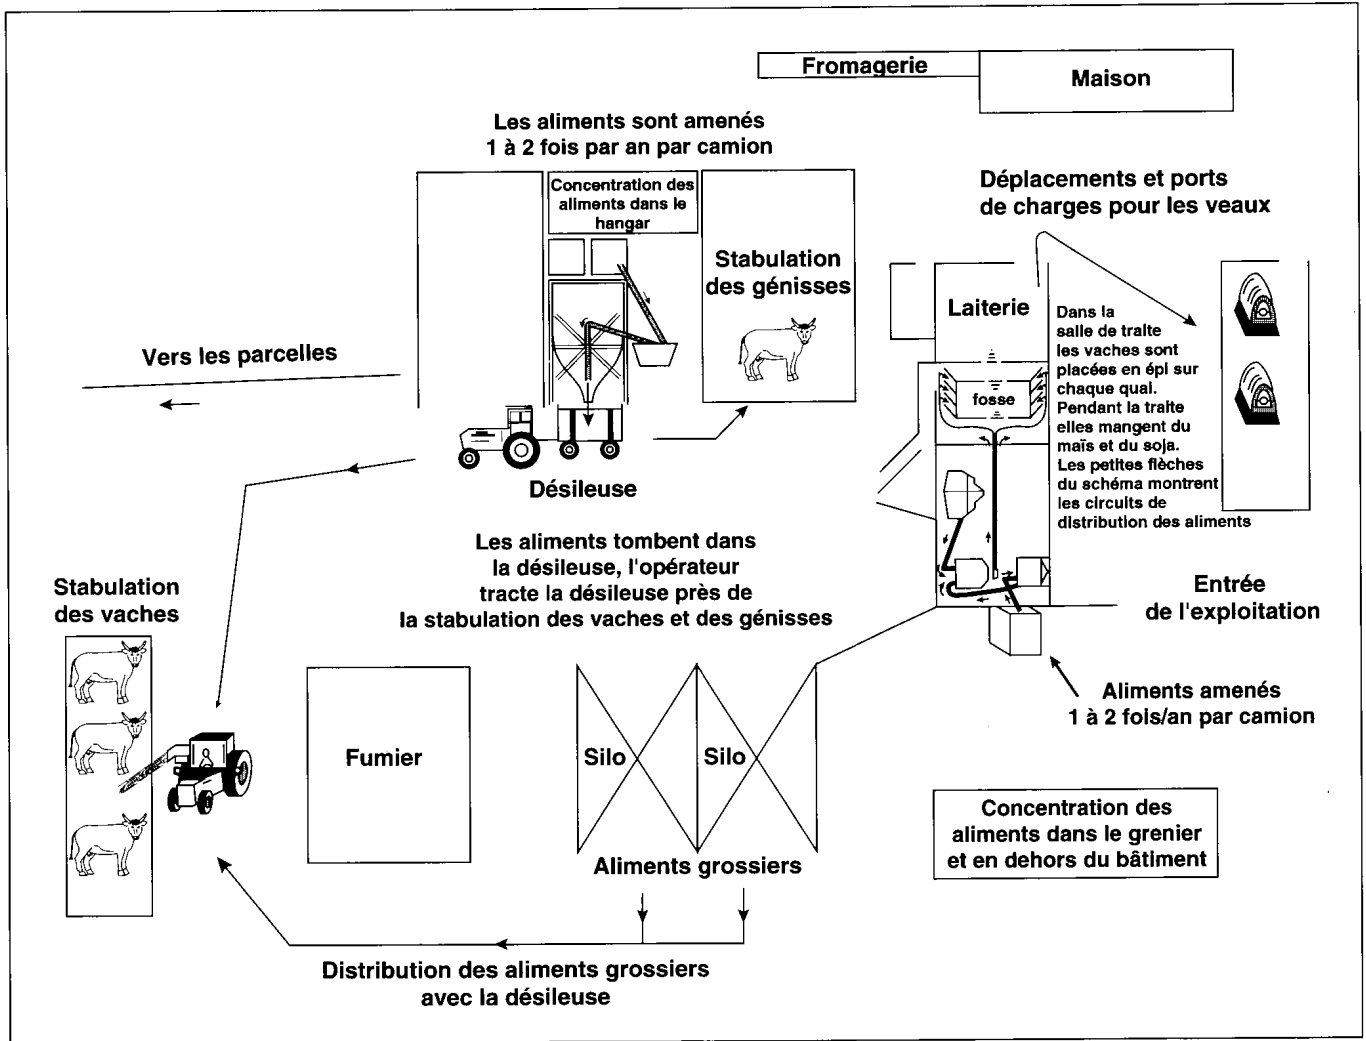 Fromagerie
Maison
Les aliments sont amenés
1 à 2 fois par an par camion
Concentration des
aliments dans le
hangar
Stabulation
des génisses
Déplacements et ports
de charges pour les veaux
Laiterie
fosse
Dans la
salle de traite
les vaches sont
placées en épi sur
chaque quai.
Pendant la traite
elles mangent du
maïs et du soja.
Les petites flèches
du schéma montrent
les circuits de
distribution des aliments
Vers les parcelles
Désileuse
Les aliments tombent dans
la désileuse, l'opérateur
tracte la désileuse près de
la stabulation des vaches et des génisses
Stabulation
des vaches
Entrée
de l'exploitation
Aliments amenés
1 à 2 fois/an par camion
Fumier
Silo
Silo
Aliments grossiers
Concentration des
aliments dans le grenier
et en dehors du bâtiment
Distribution des aliments grossiers
avec la désileuse